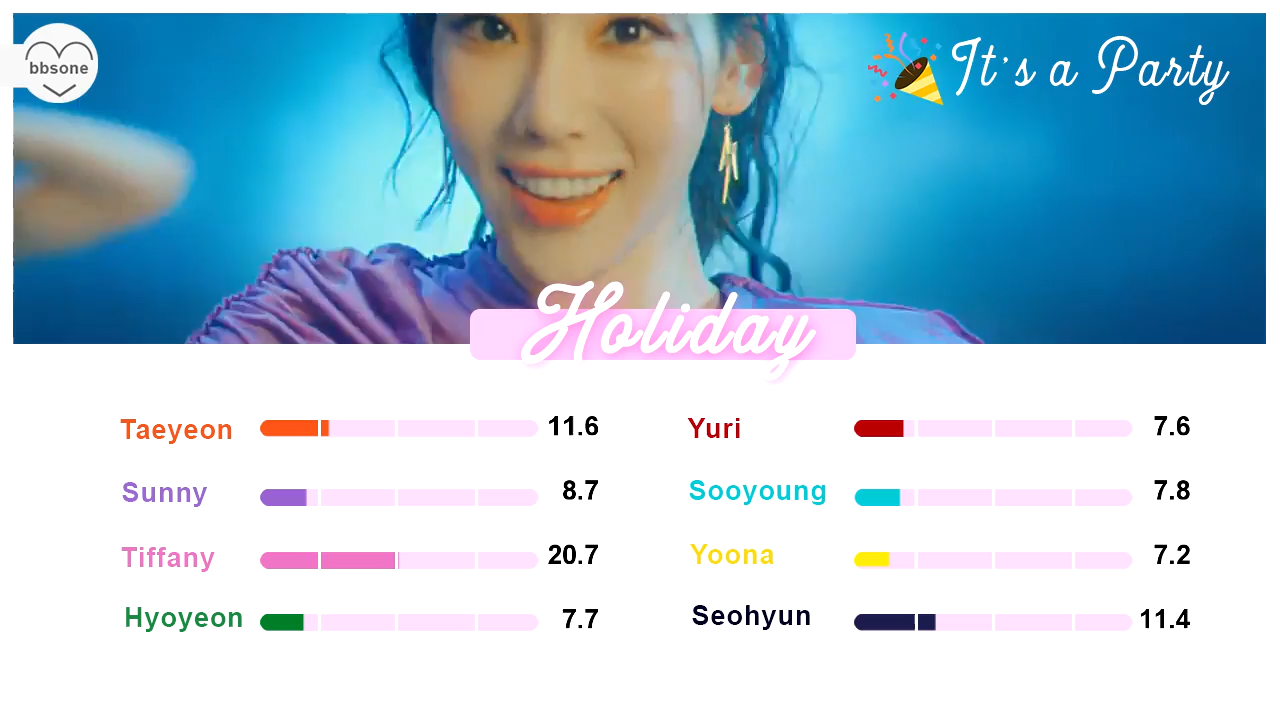 bbsone
It's a Party
Holiday
Taeyeon 11.6
Yuri 7.6
Sunny 8.7
Sooyoung 7.8
Tiffany 20.7
Yoona 7.2
Hyoyeon 7.7
Seohyun 11.4